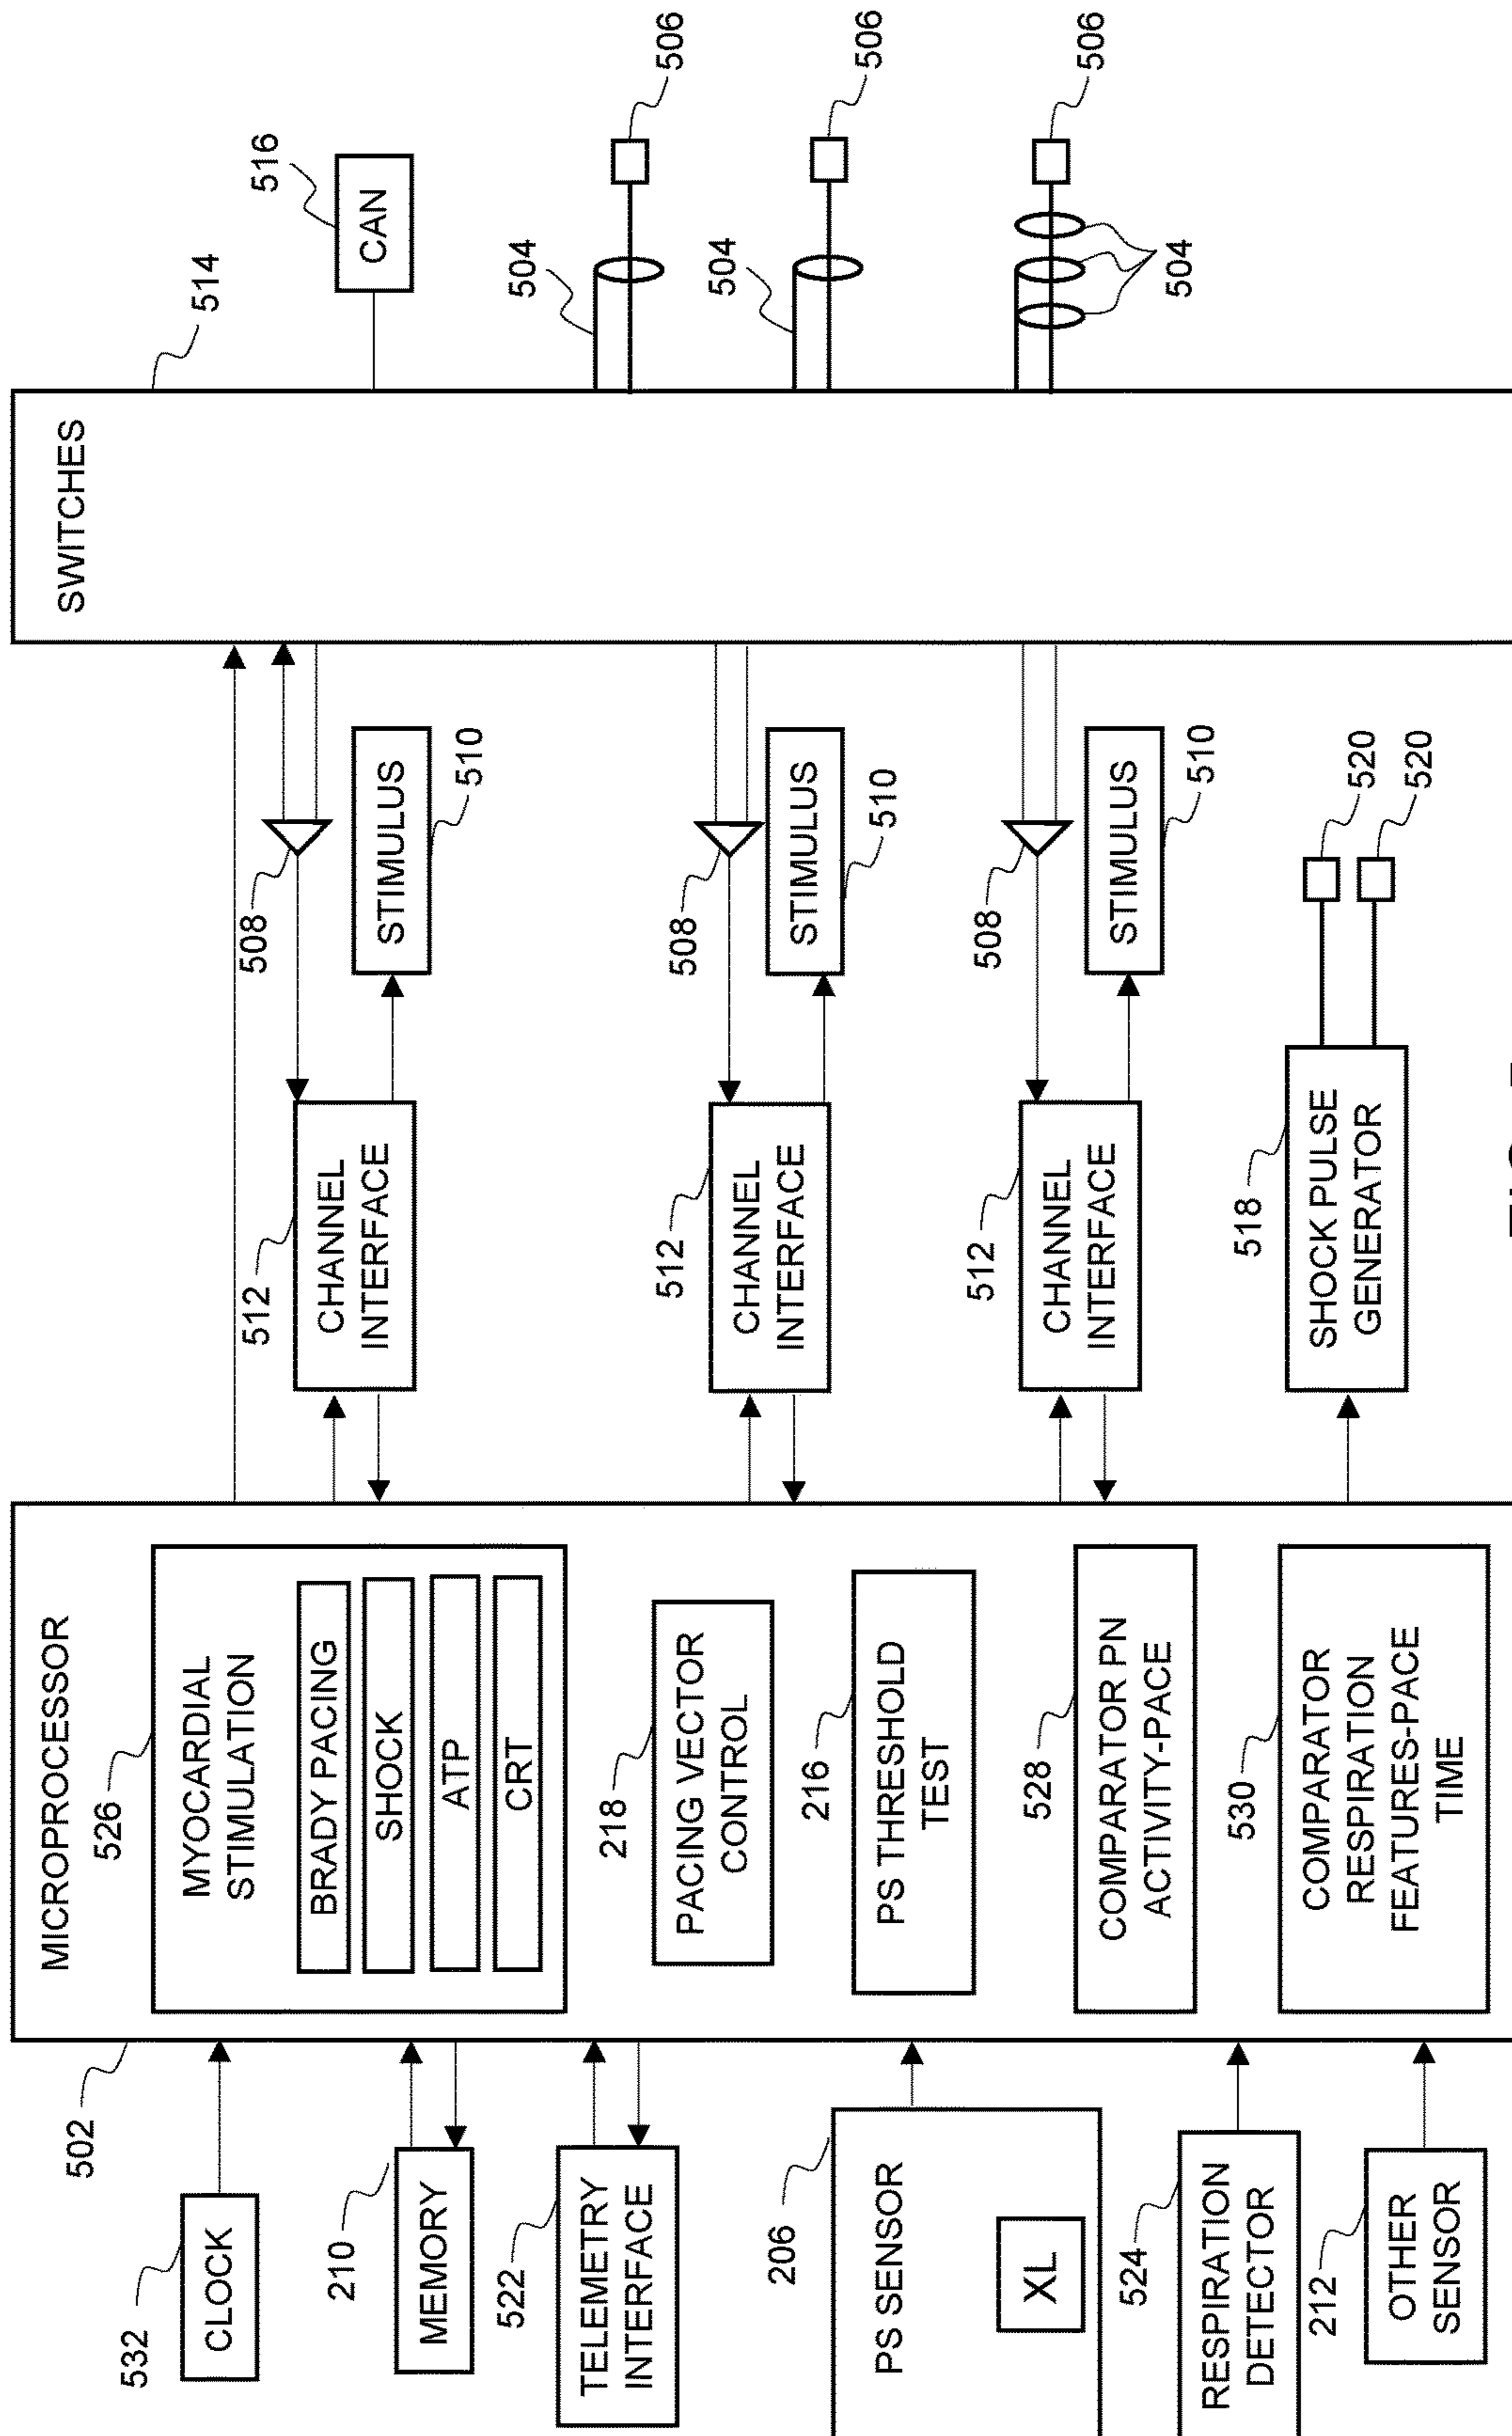 532
CLOCK
210
MEMORY
522
TELEMETRY
INTERFACE
206
PS SENSOR
XL
524
RESPIRATION
DETECTOR
212
OTHER
SENSOR
502
MICROPROCESSOR
526
MYOCARDIAL
STIMULATION
BRADY PACING
SHOCK
ATP
CRT
218
PACING VECTOR
CONTROL
216
PS THRESHOLD
TEST
528
COMPARATOR PN
ACTIVITY-PACE
530
COMPARATOR
RESPIRATION
FEATURES-PACE
TIME
512
CHANNEL
INTERFACE
508
STIMULUS
510
512
CHANNEL
INTERFACE
508
STIMULUS
510
512
CHANNEL
INTERFACE
508
STIMULUS
510
518
SHOCK PULSE
GENERATOR
520
520
SWITCHES
514
516
CAN
504
506
504
506
504
506